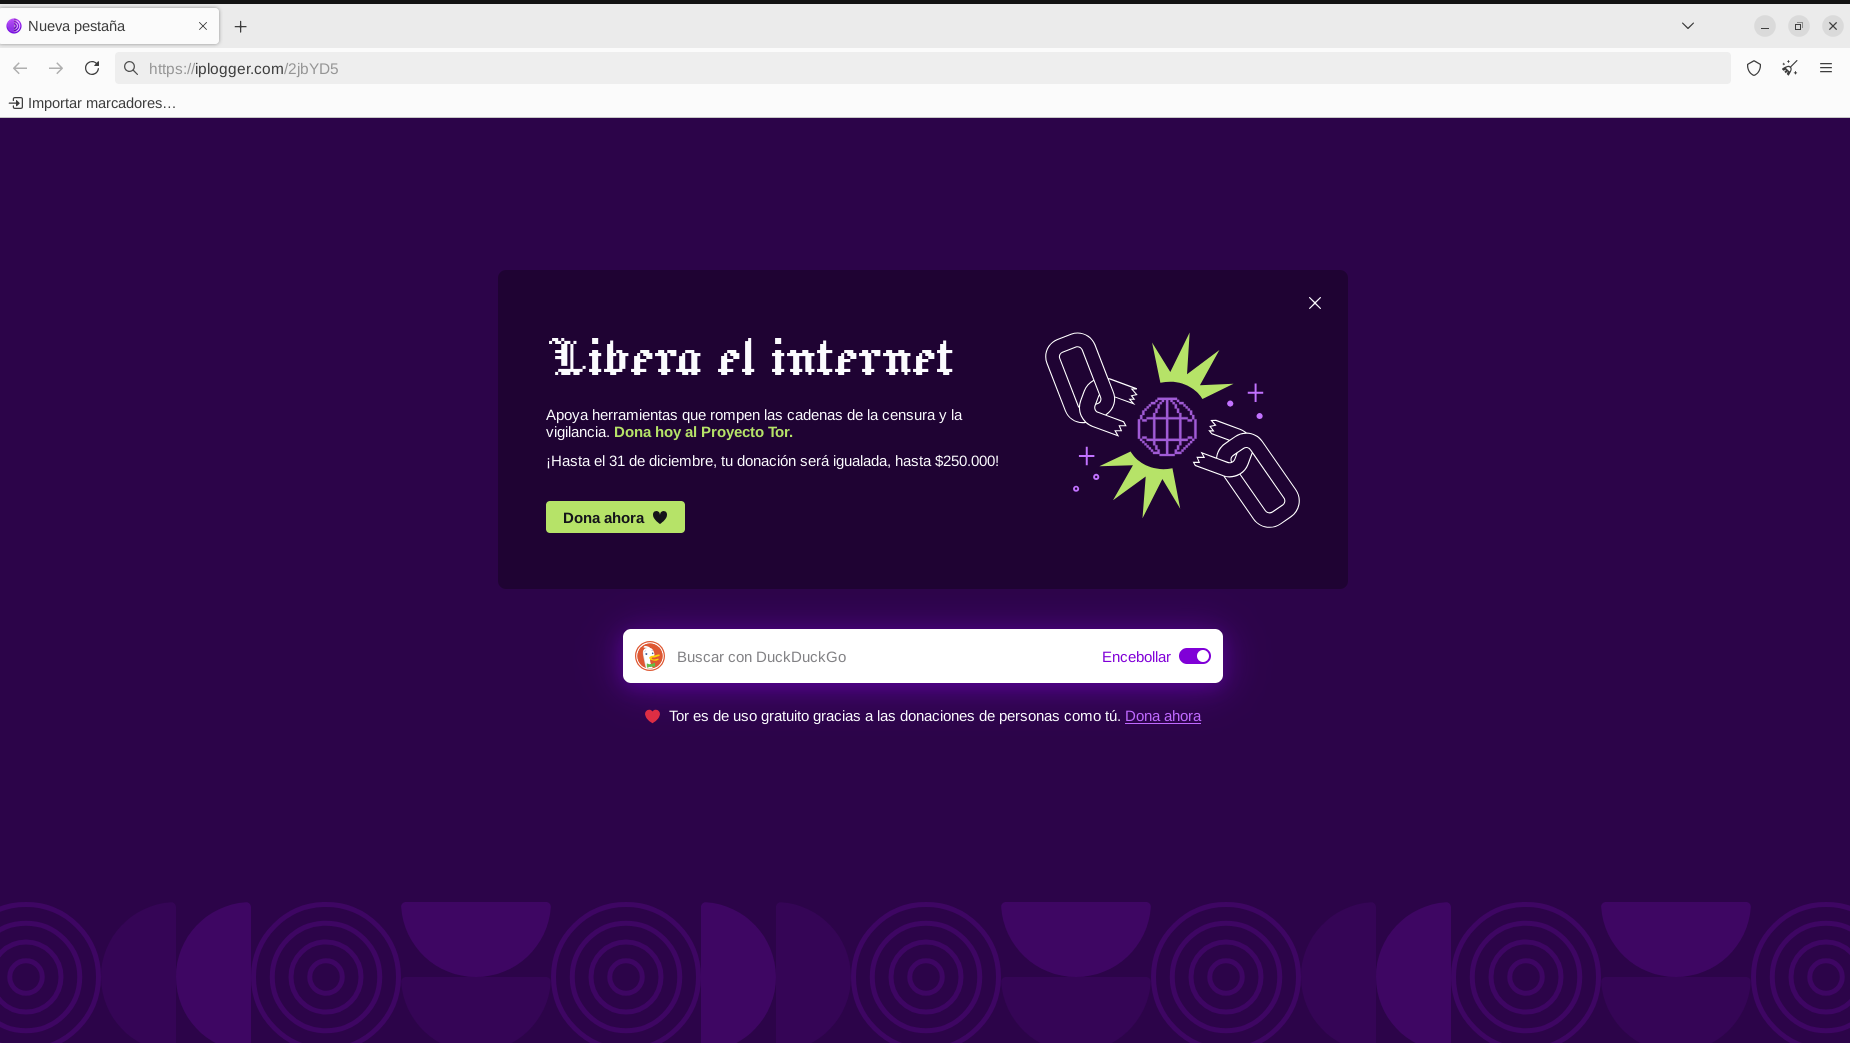 Nueva pestaña
https://iplogger.com/2jbYD5
Importar marcadores…
Libera el internet
Apoya herramientas que rompen las cadenas de la censura y la
vigilancia. Dona hoy al Proyecto Tor.
¡Hasta el 31 de diciembre, tu donación será igualada, hasta $250.000!
Dona ahora
Buscar con DuckDuckGo
Encebollar
Tor es de uso gratuito gracias a las donaciones de personas como tú. Dona ahora